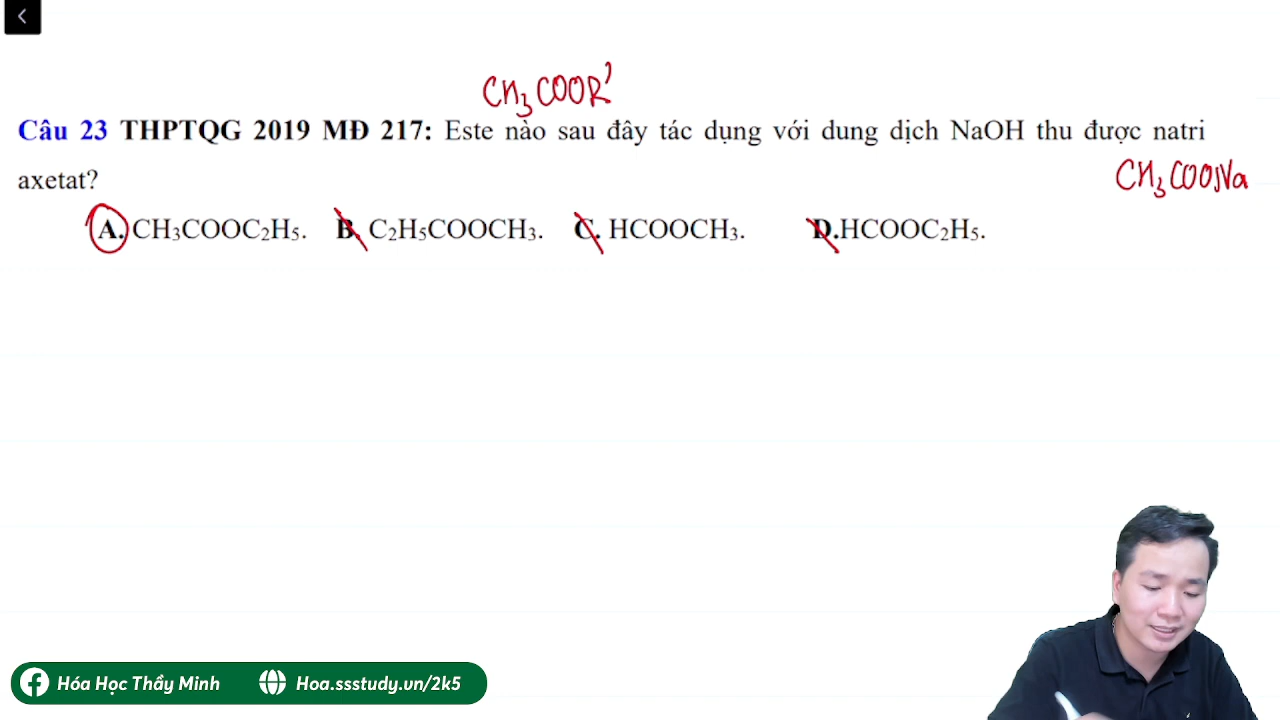 CH₃COOR'
Câu 23 THPTQG 2019 MĐ 217: Este nào sau đây tác dụng với dung dịch NaOH thu được natri
axetat?
CH₃COONa
A. CH₃COOC₂H₅. B. C₂H₅COOCH₃. C. HCOOCH₃. D.HCOOC₂H₅.
Hóa Học Thầy Minh Hoa.ssstudy.vn/2k5